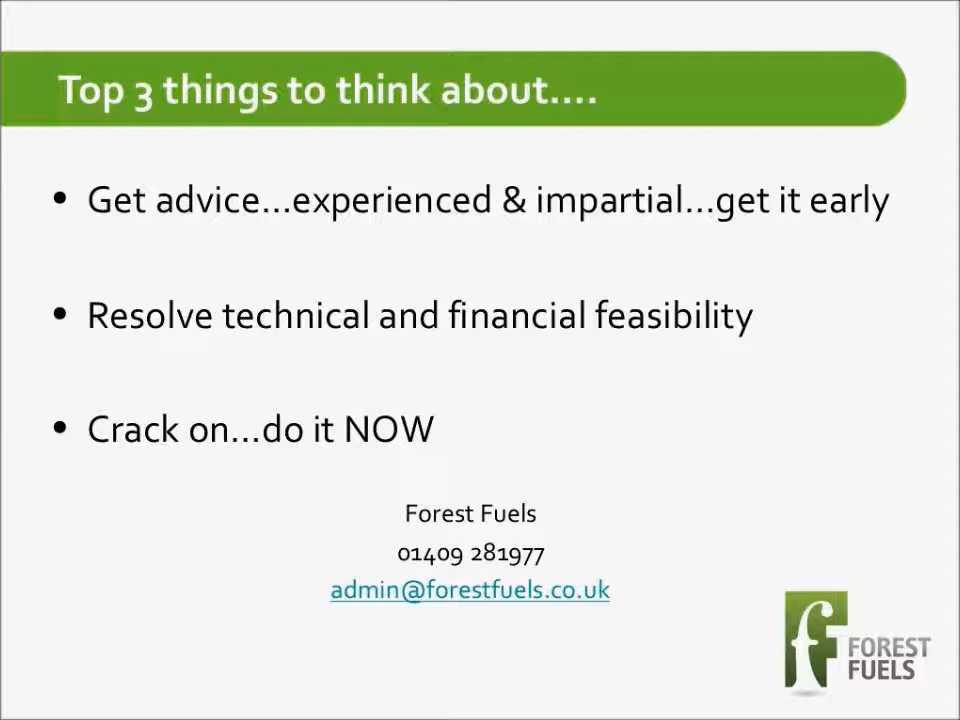 Top 3 things to think about....
• Get advice...experienced & impartial...get it early
• Resolve technical and financial feasibility
• Crack on...do it NOW
Forest Fuels
01409 281977
admin@forestfuels.co.uk
f
FOREST
FUELS